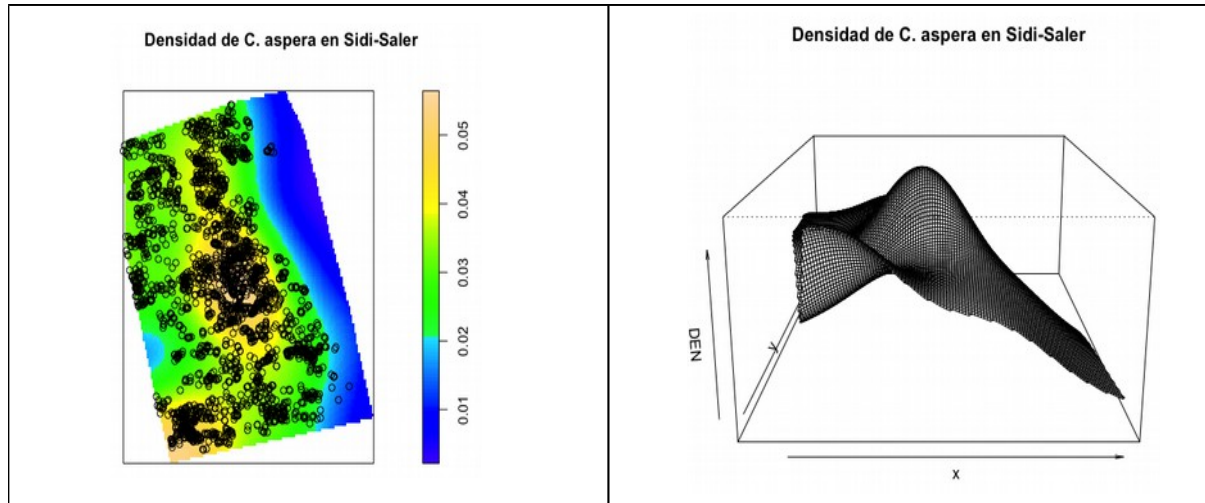 Densidad de C. aspera en Sidi-Saler
0.05
0.04
0.03
0.02
0.01
Densidad de C. aspera en Sidi-Saler
DEN
y
x